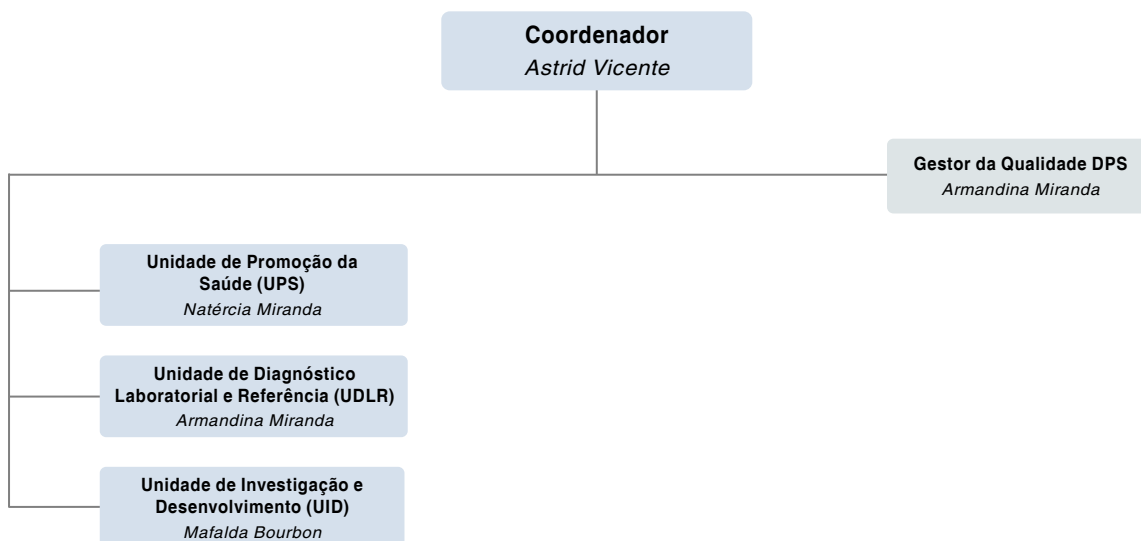 Coordenador
Astrid Vicente
Gestor da Qualidade DPS
Armandina Miranda
Unidade de Promoção da
Saúde (UPS)
Natércia Miranda
Unidade de Diagnóstico
Laboratorial e Referência (UDLR)
Armandina Miranda
Unidade de Investigação e
Desenvolvimento (UID)
Mafalda Bourbon